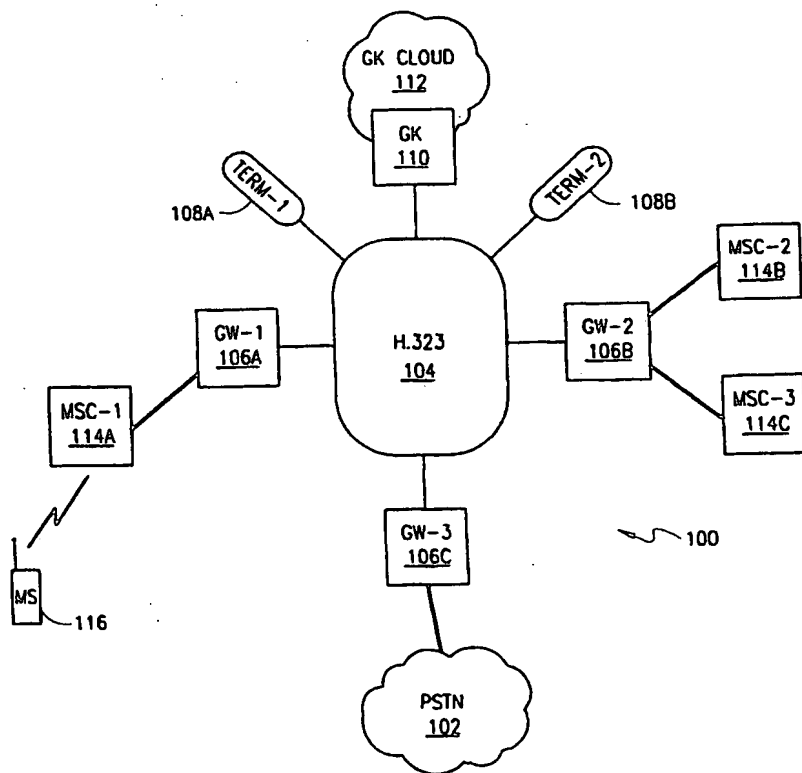 GK CLOUD
112
GK
110
TERM-1
108A
TERM-2
108B
MSC-2
114B
GW-1
106A
H.323
104
GW-2
106B
MSC-1
114A
MSC-3
114C
GW-3
106C
100
MS
116
PSTN
102